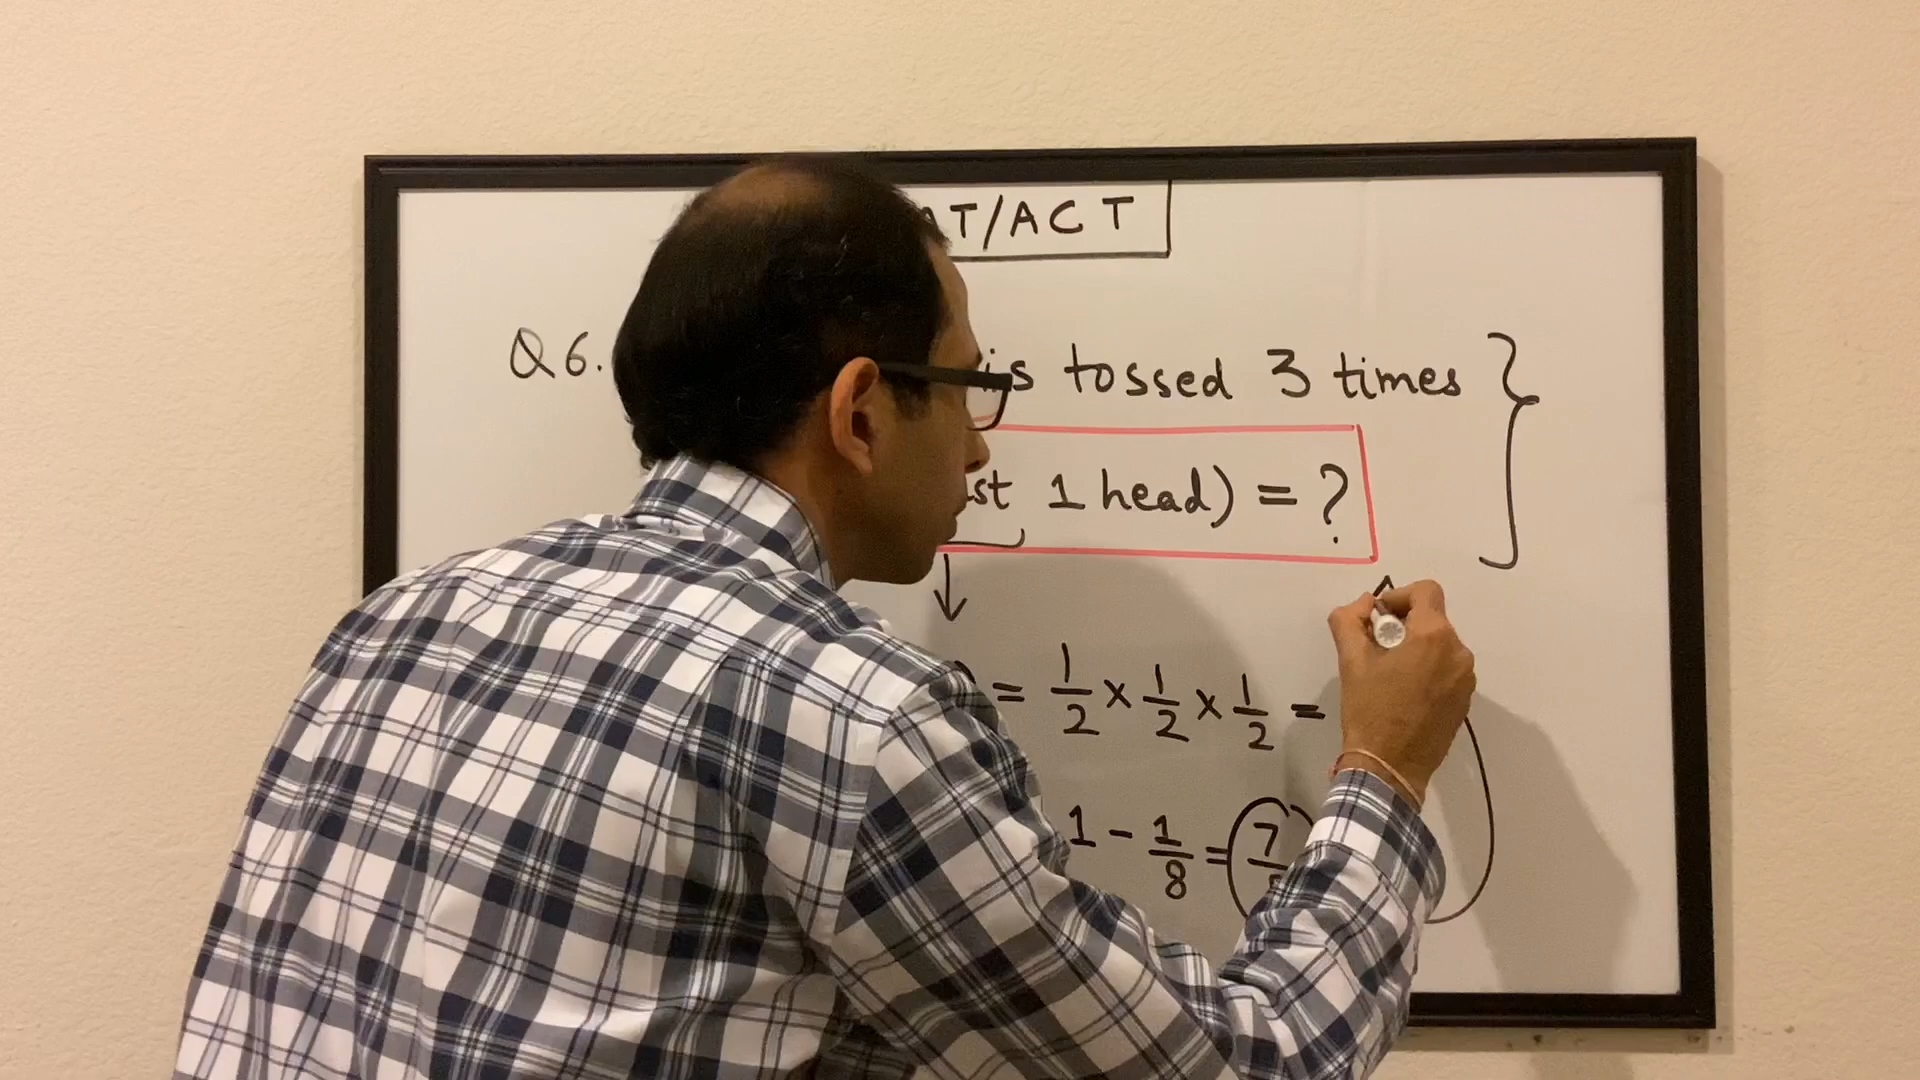 AT/ACT
Q6. is tossed 3 times
st 1 head) = ?
= 1/2 × 1/2 × 1/2 =
1 - 1/8 = 7